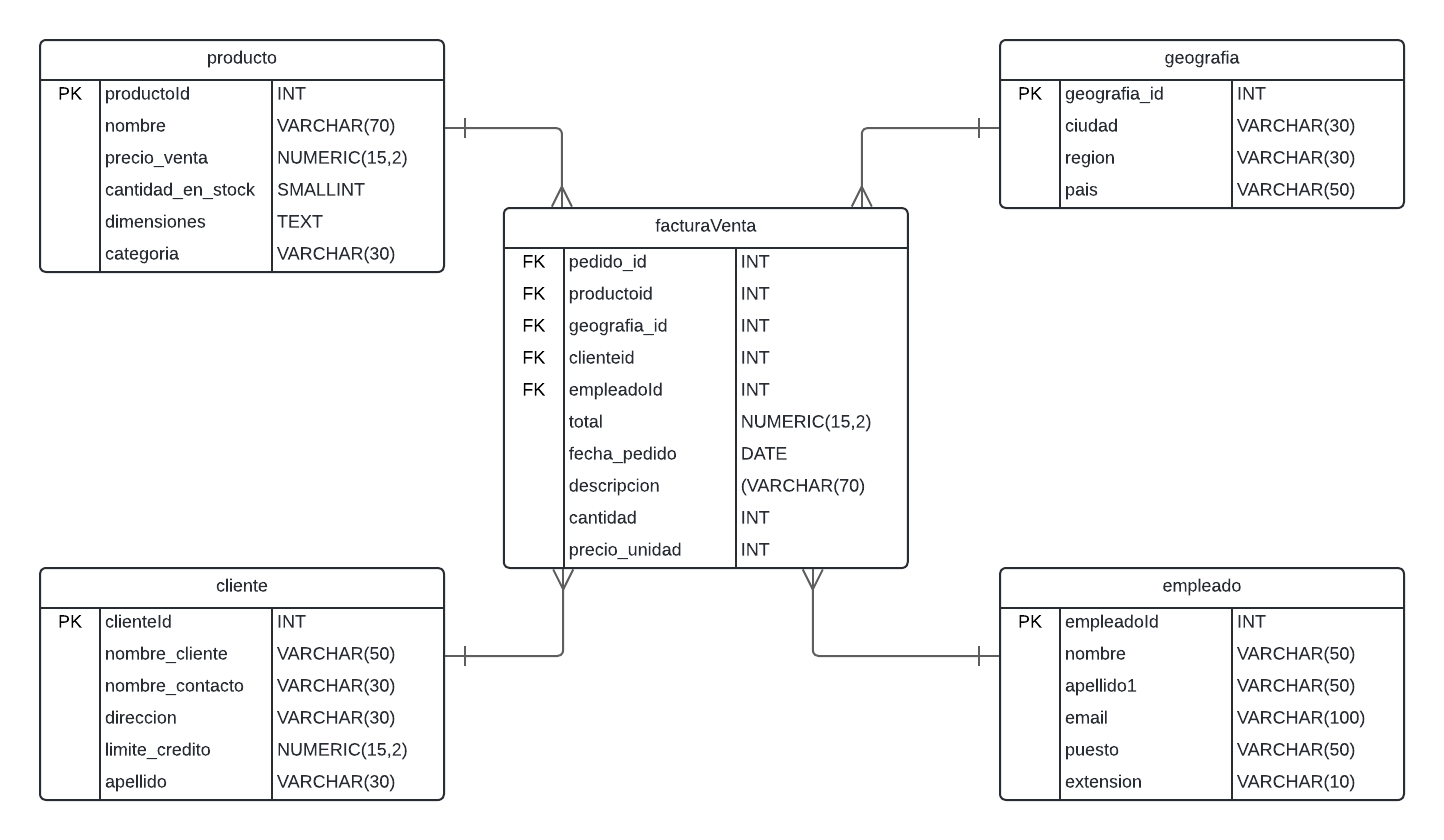 producto
PK productoId INT
nombre VARCHAR(70)
precio_venta NUMERIC(15,2)
cantidad_en_stock SMALLINT
dimensiones TEXT
categoria VARCHAR(30)
geografia
PK geografia_id INT
ciudad VARCHAR(30)
region VARCHAR(30)
pais VARCHAR(50)
facturaVenta
FK pedido_id INT
FK productoid INT
FK geografia_id INT
FK clienteid INT
FK empleadoId INT
total NUMERIC(15,2)
fecha_pedido DATE
descripcion (VARCHAR(70)
cantidad INT
precio_unidad INT
cliente
PK clienteId INT
nombre_cliente VARCHAR(50)
nombre_contacto VARCHAR(30)
direccion VARCHAR(30)
limite_credito NUMERIC(15,2)
apellido VARCHAR(30)
empleado
PK empleadoId INT
nombre VARCHAR(50)
apellido1 VARCHAR(50)
email VARCHAR(100)
puesto VARCHAR(50)
extension VARCHAR(10)